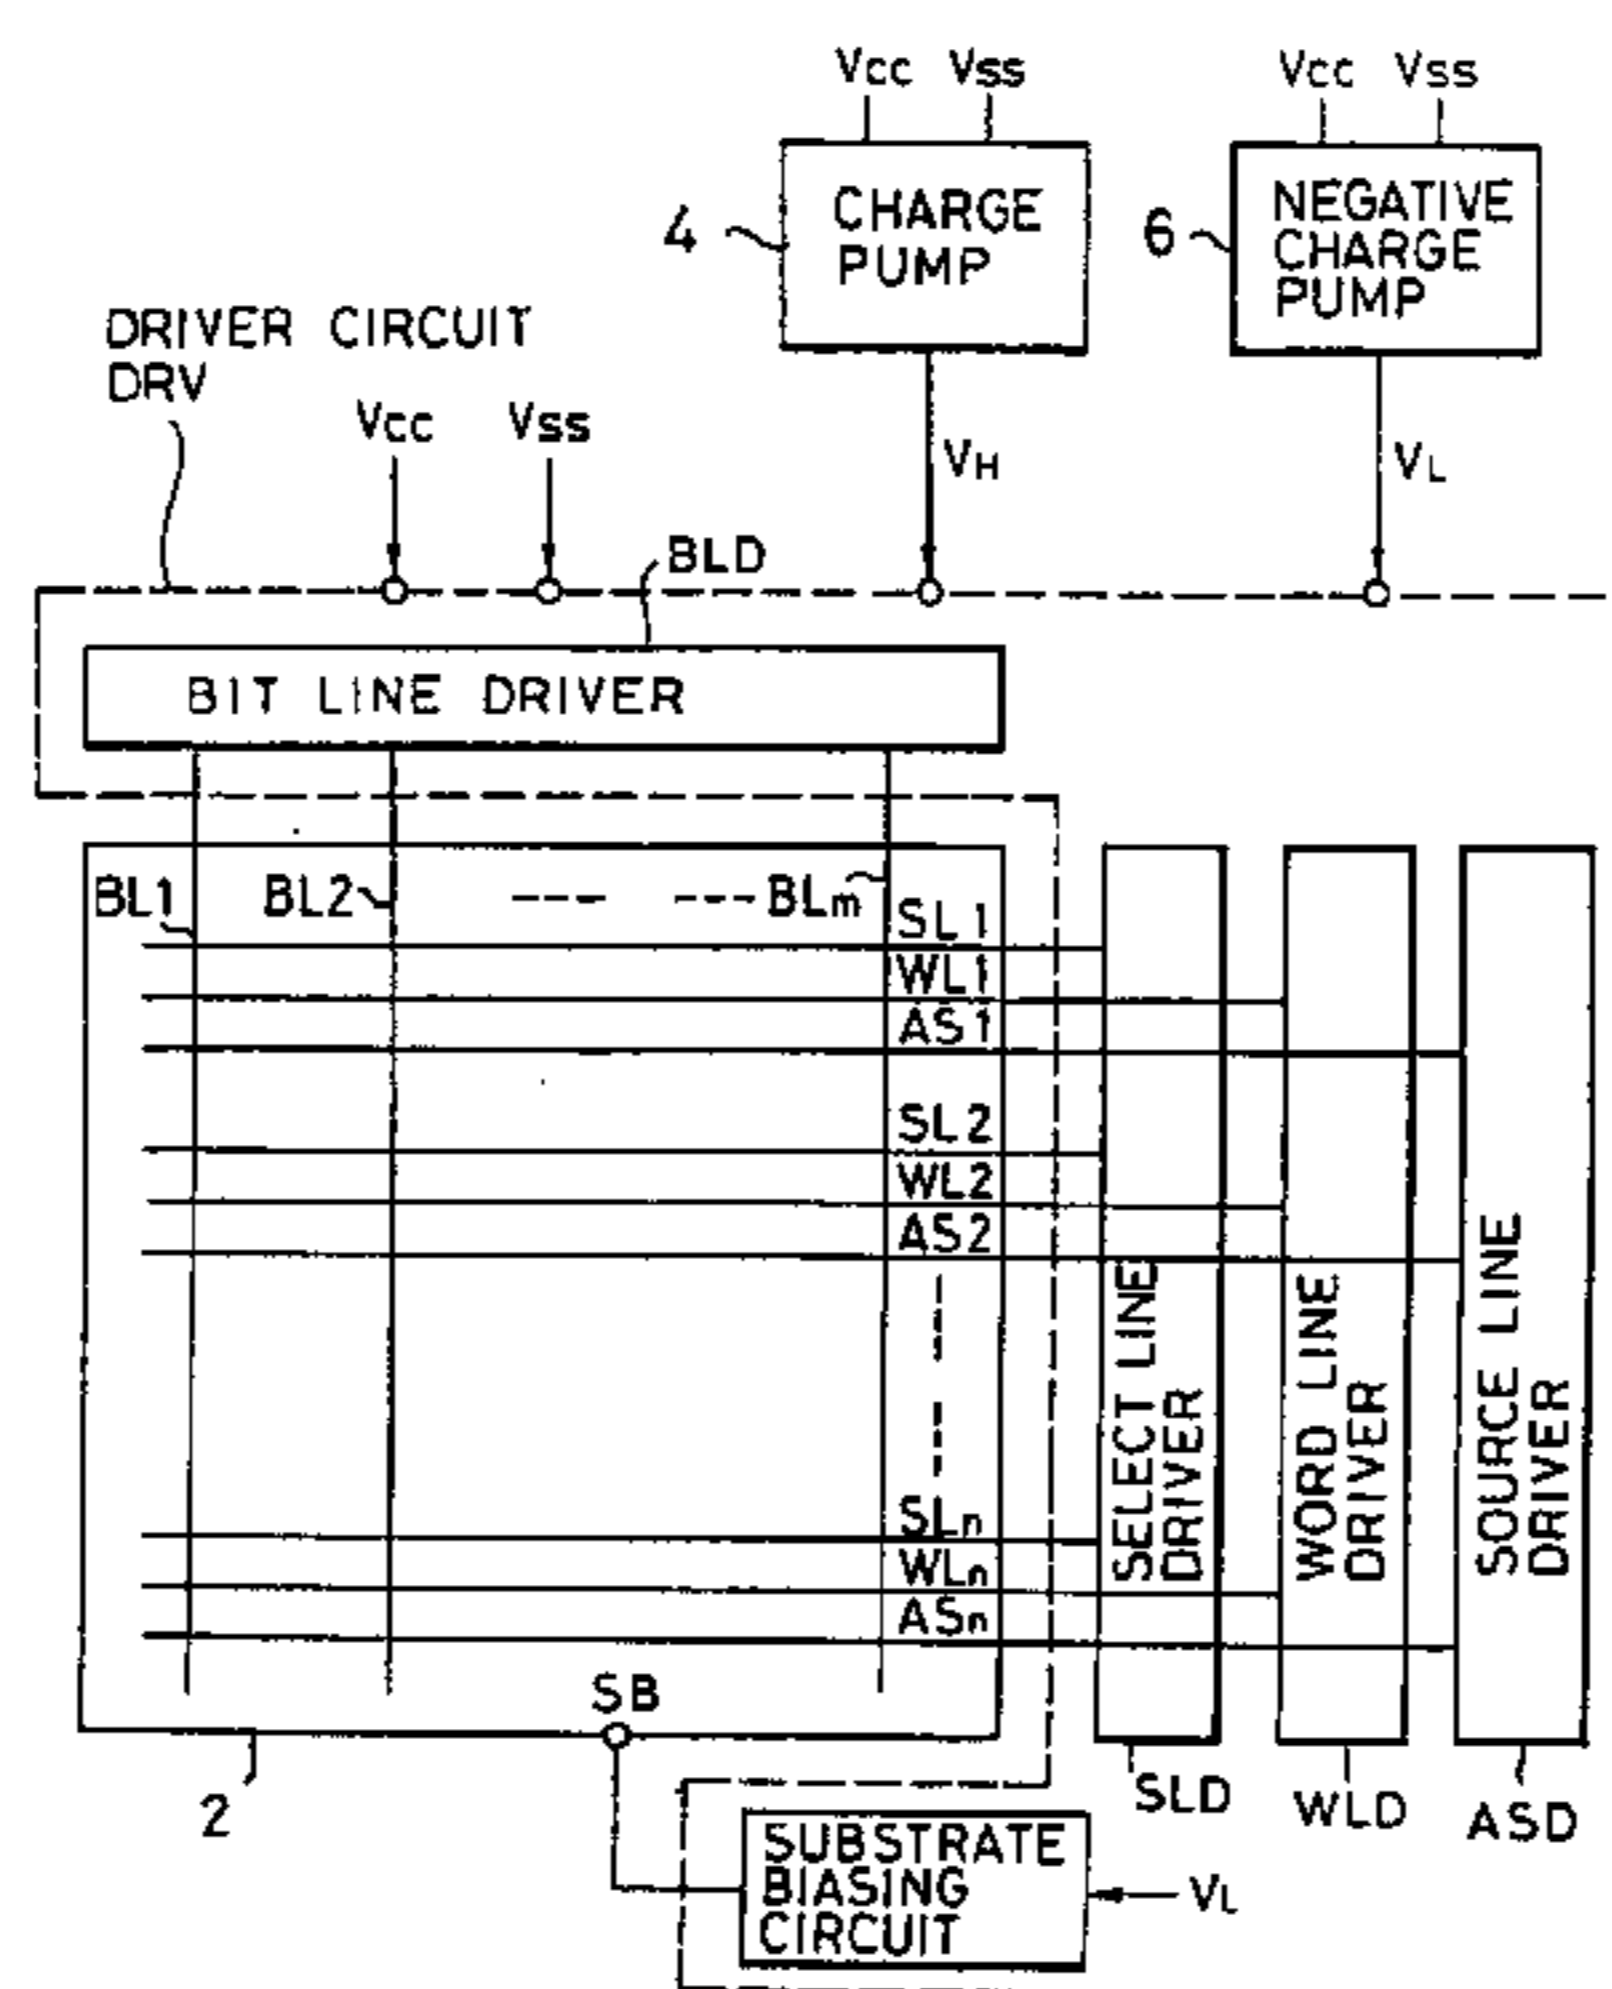 Vcc Vss
Vcc Vss
4
CHARGE
PUMP
6
NEGATIVE
CHARGE
PUMP
DRIVER CIRCUIT
DRV
Vcc
Vss
VH
VL
BLD
BIT LINE DRIVER
BL1
BL2
BLm
SL1
WL1
AS1
SL2
WL2
AS2
SLn
WLn
ASn
SELECT LINE
DRIVER
WORD LINE
DRIVER
SOURCE LINE
DRIVER
SB
2
SLD
WLD
ASD
SUBSTRATE
BIASING
CIRCUIT
VL